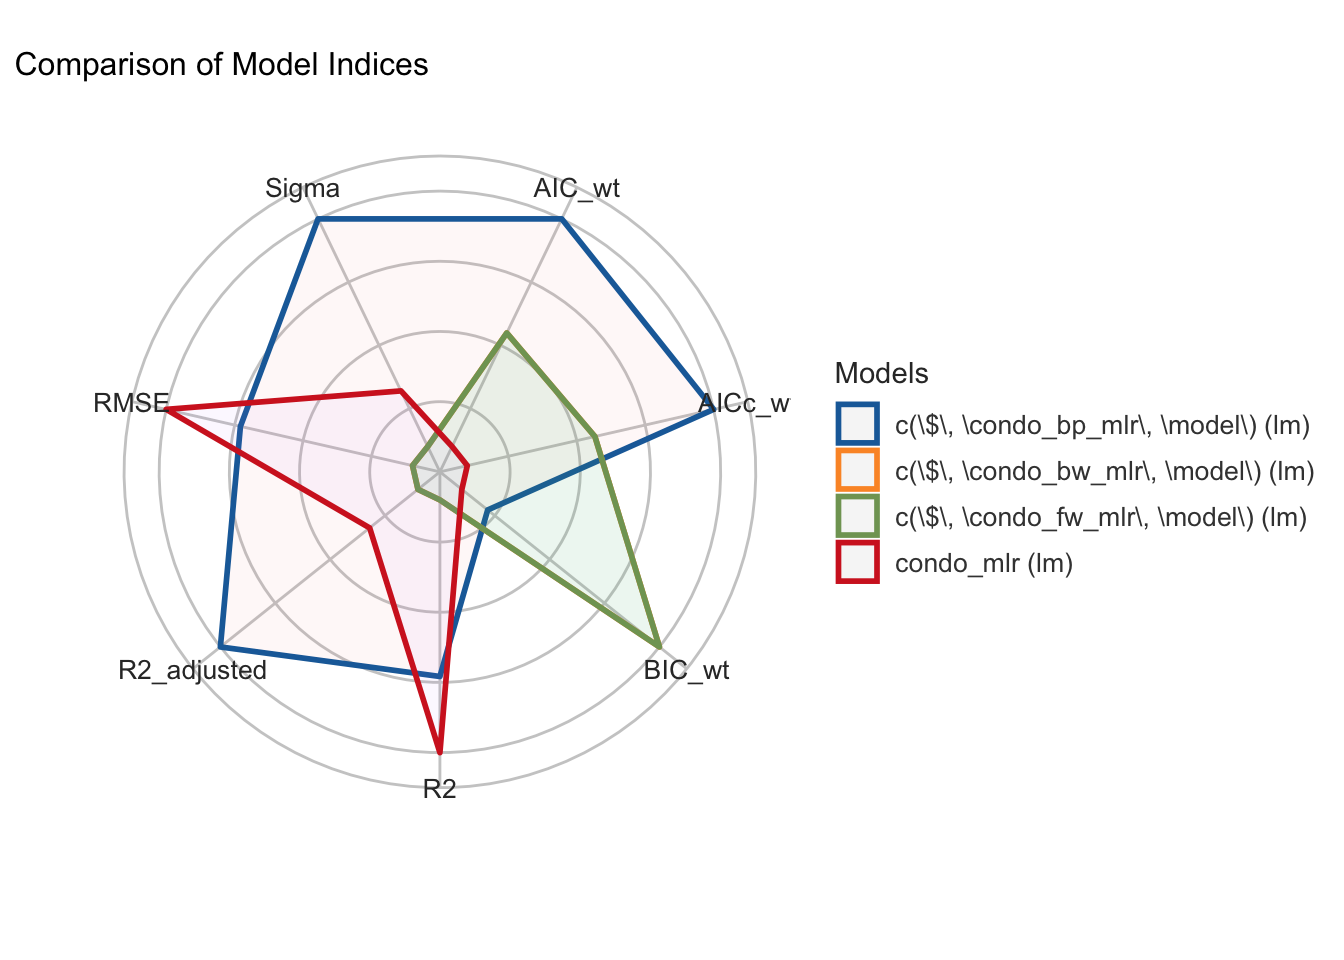 Comparison of Model Indices
Sigma
AIC_wt
RMSE
AICc_w
R2_adjusted
BIC_wt
R2
Models
c(\$\, \condo_bp_mlr\, \model\) (lm)
c(\$\, \condo_bw_mlr\, \model\) (lm)
c(\$\, \condo_fw_mlr\, \model\) (lm)
condo_mlr (lm)